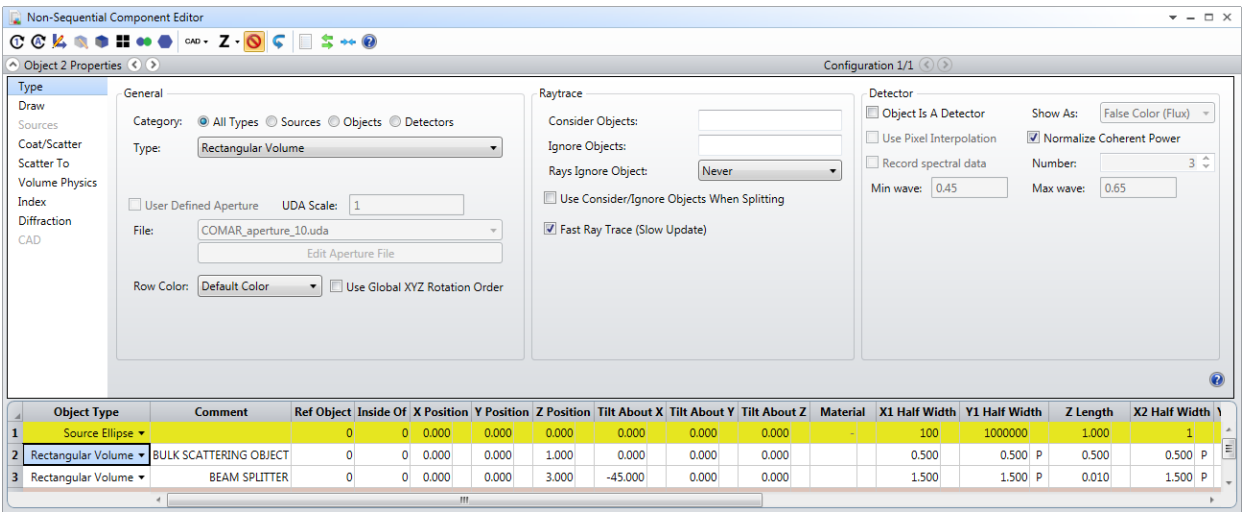 Non-Sequential Component Editor
CAD Z
Object 2 Properties Configuration 1/1
Type
Draw
Sources
Coat/Scatter
Scatter To
Volume Physics
Index
Diffraction
CAD
General
Category: All Types Sources Objects Detectors
Type: Rectangular Volume
User Defined Aperture UDA Scale: 1
File: COMAR_aperture_10.uda
Edit Aperture File
Row Color: Default Color Use Global XYZ Rotation Order
Raytrace
Consider Objects:
Ignore Objects:
Rays Ignore Object: Never
Use Consider/Ignore Objects When Splitting
Fast Ray Trace (Slow Update)
Detector
Object Is A Detector Show As: False Color (Flux)
Use Pixel Interpolation Normalize Coherent Power
Record spectral data Number: 3
Min wave: 0.45 Max wave: 0.65
Object Type Comment Ref Object Inside Of X Position Y Position Z Position Tilt About X Tilt About Y Tilt About Z Material X1 Half Width Y1 Half Width Z Length X2 Half Width
1 Source Ellipse 0 0 0.000 0.000 0.000 0.000 0.000 0.000 - 100 1000000 1.000 1
2 Rectangular Volume BULK SCATTERING OBJECT 0 0 0.000 0.000 1.000 0.000 0.000 0.000 0.500 0.500 P 0.500 0.500 P
3 Rectangular Volume BEAM SPLITTER 0 0 0.000 0.000 3.000 -45.000 0.000 0.000 1.500 1.500 P 0.010 1.500 P